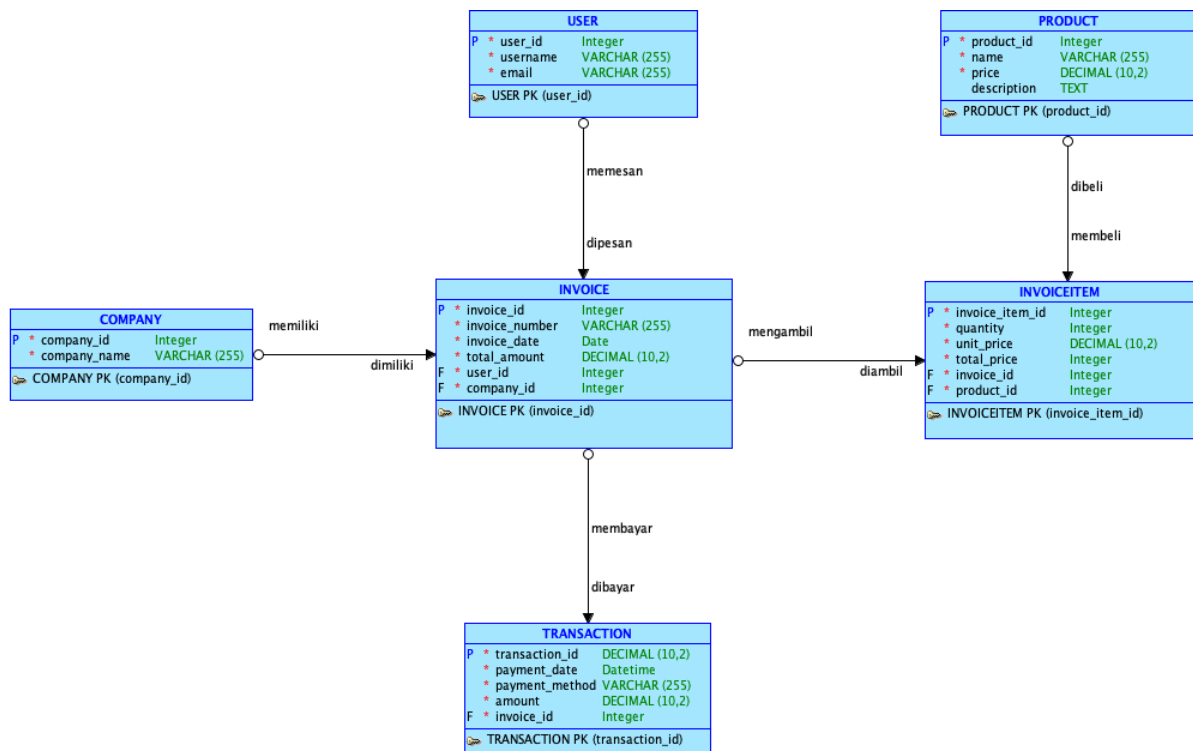 USER
P * user_id Integer
* username VARCHAR (255)
* email VARCHAR (255)
USER PK (user_id)
PRODUCT
P * product_id Integer
* name VARCHAR (255)
* price DECIMAL (10,2)
description TEXT
PRODUCT PK (product_id)
memesan
dipesan
dibeli
membeli
COMPANY
P * company_id Integer
* company_name VARCHAR (255)
COMPANY PK (company_id)
memiliki
dimiliki
INVOICE
P * invoice_id Integer
* invoice_number VARCHAR (255)
* invoice_date Date
* total_amount DECIMAL (10,2)
F * user_id Integer
F * company_id Integer
INVOICE PK (invoice_id)
mengambil
diambil
INVOICEITEM
P * invoice_item_id Integer
* quantity Integer
* unit_price DECIMAL (10,2)
* total_price Integer
F * invoice_id Integer
F * product_id Integer
INVOICEITEM PK (invoice_item_id)
membayar
dibayar
TRANSACTION
P * transaction_id DECIMAL (10,2)
* payment_date Datetime
* payment_method VARCHAR (255)
* amount DECIMAL (10,2)
F * invoice_id Integer
TRANSACTION PK (transaction_id)